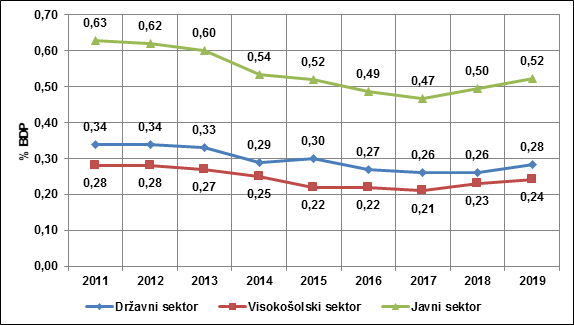 0,70
0,60
0,50
0,40
0,30
0,20
0,10
0,00
% BDP
0,63 0,62 0,60 0,54 0,52 0,49 0,47 0,50 0,52
0,34 0,34 0,33 0,29 0,30 0,27 0,26 0,26 0,28
0,28 0,28 0,27 0,25 0,22 0,22 0,21 0,23 0,24
2011 2012 2013 2014 2015 2016 2017 2018 2019
Državni sektor Visokošolski sektor Javni sektor